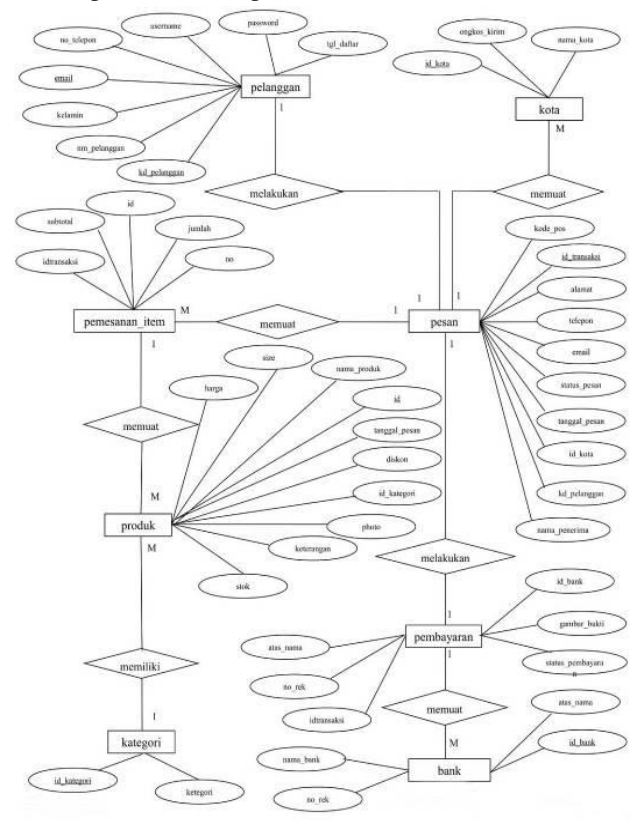 username
password
no_telepon
tgl_daftar
email
pelanggan
kelamin
1
nm_pelanggan
kd_pelanggan
ongkos_kirim
nama_kota
id_kota
kota
M
melakukan
memuat
id
subtotal
jumlah
idtransaksi
no
pemesanan_item
M
memuat
1
1
1
pesan
1
1
kode_pos
id_transaksi
alamat
telepon
email
status_pesan
tanggal_pesan
id_kota
kd_pelanggan
nama_penerima
memuat
M
harga
size
nama_produk
id
tanggal_pesan
diskon
id_kategori
photo
keterangan
stok
produk
M
memiliki
1
kategori
id_kategori
ketegori
melakukan
1
pembayaran
1
id_bank
gambar_bukti
status_pembayara
n
atas_nama
no_rek
idtransaksi
memuat
M
bank
atas_nama
id_bank
nama_bank
no_rek